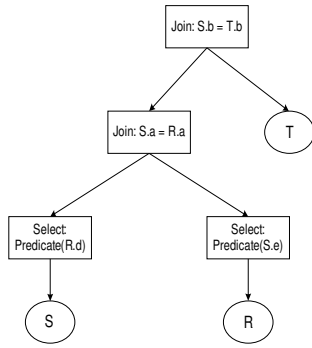 Join: S.b = T.b
Join: S.a = R.a
T
Select:
Predicate(R.d)
Select:
Predicate(S.e)
S
R